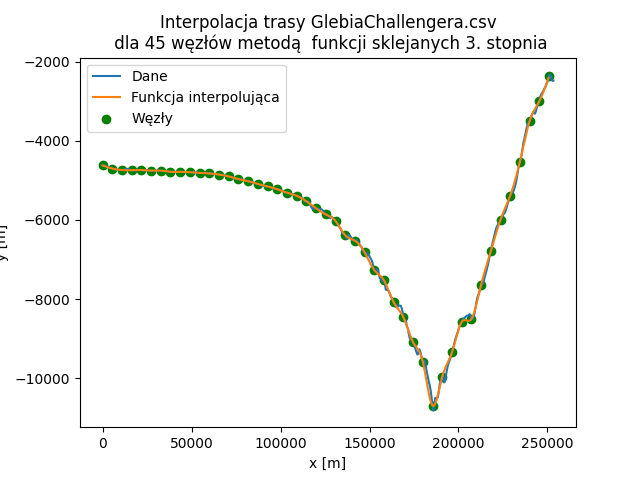 Interpolacja trasy GlebiaChallengera.csv
dla 45 węzłów metodą  funkcji sklejanych 3. stopnia
Dane
Funkcja interpolująca
Węzły
y [m]
−2000
−4000
−6000
−8000
−10000
0
50000
100000
150000
200000
250000
x [m]